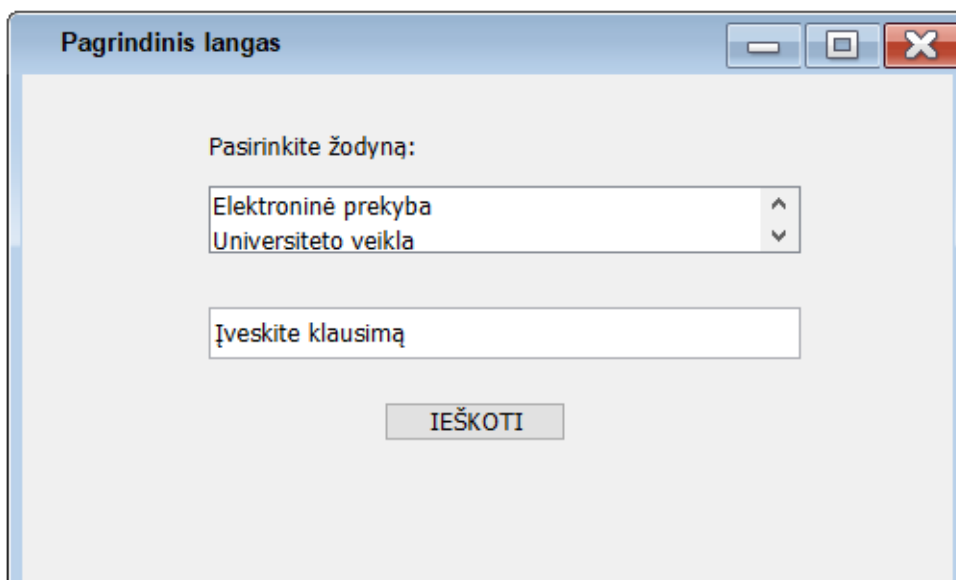 Pagrindinis langas
Pasirinkite žodyną:
Elektroninė prekyba
Universiteto veikla
Įveskite klausimą
IEŠKOTI